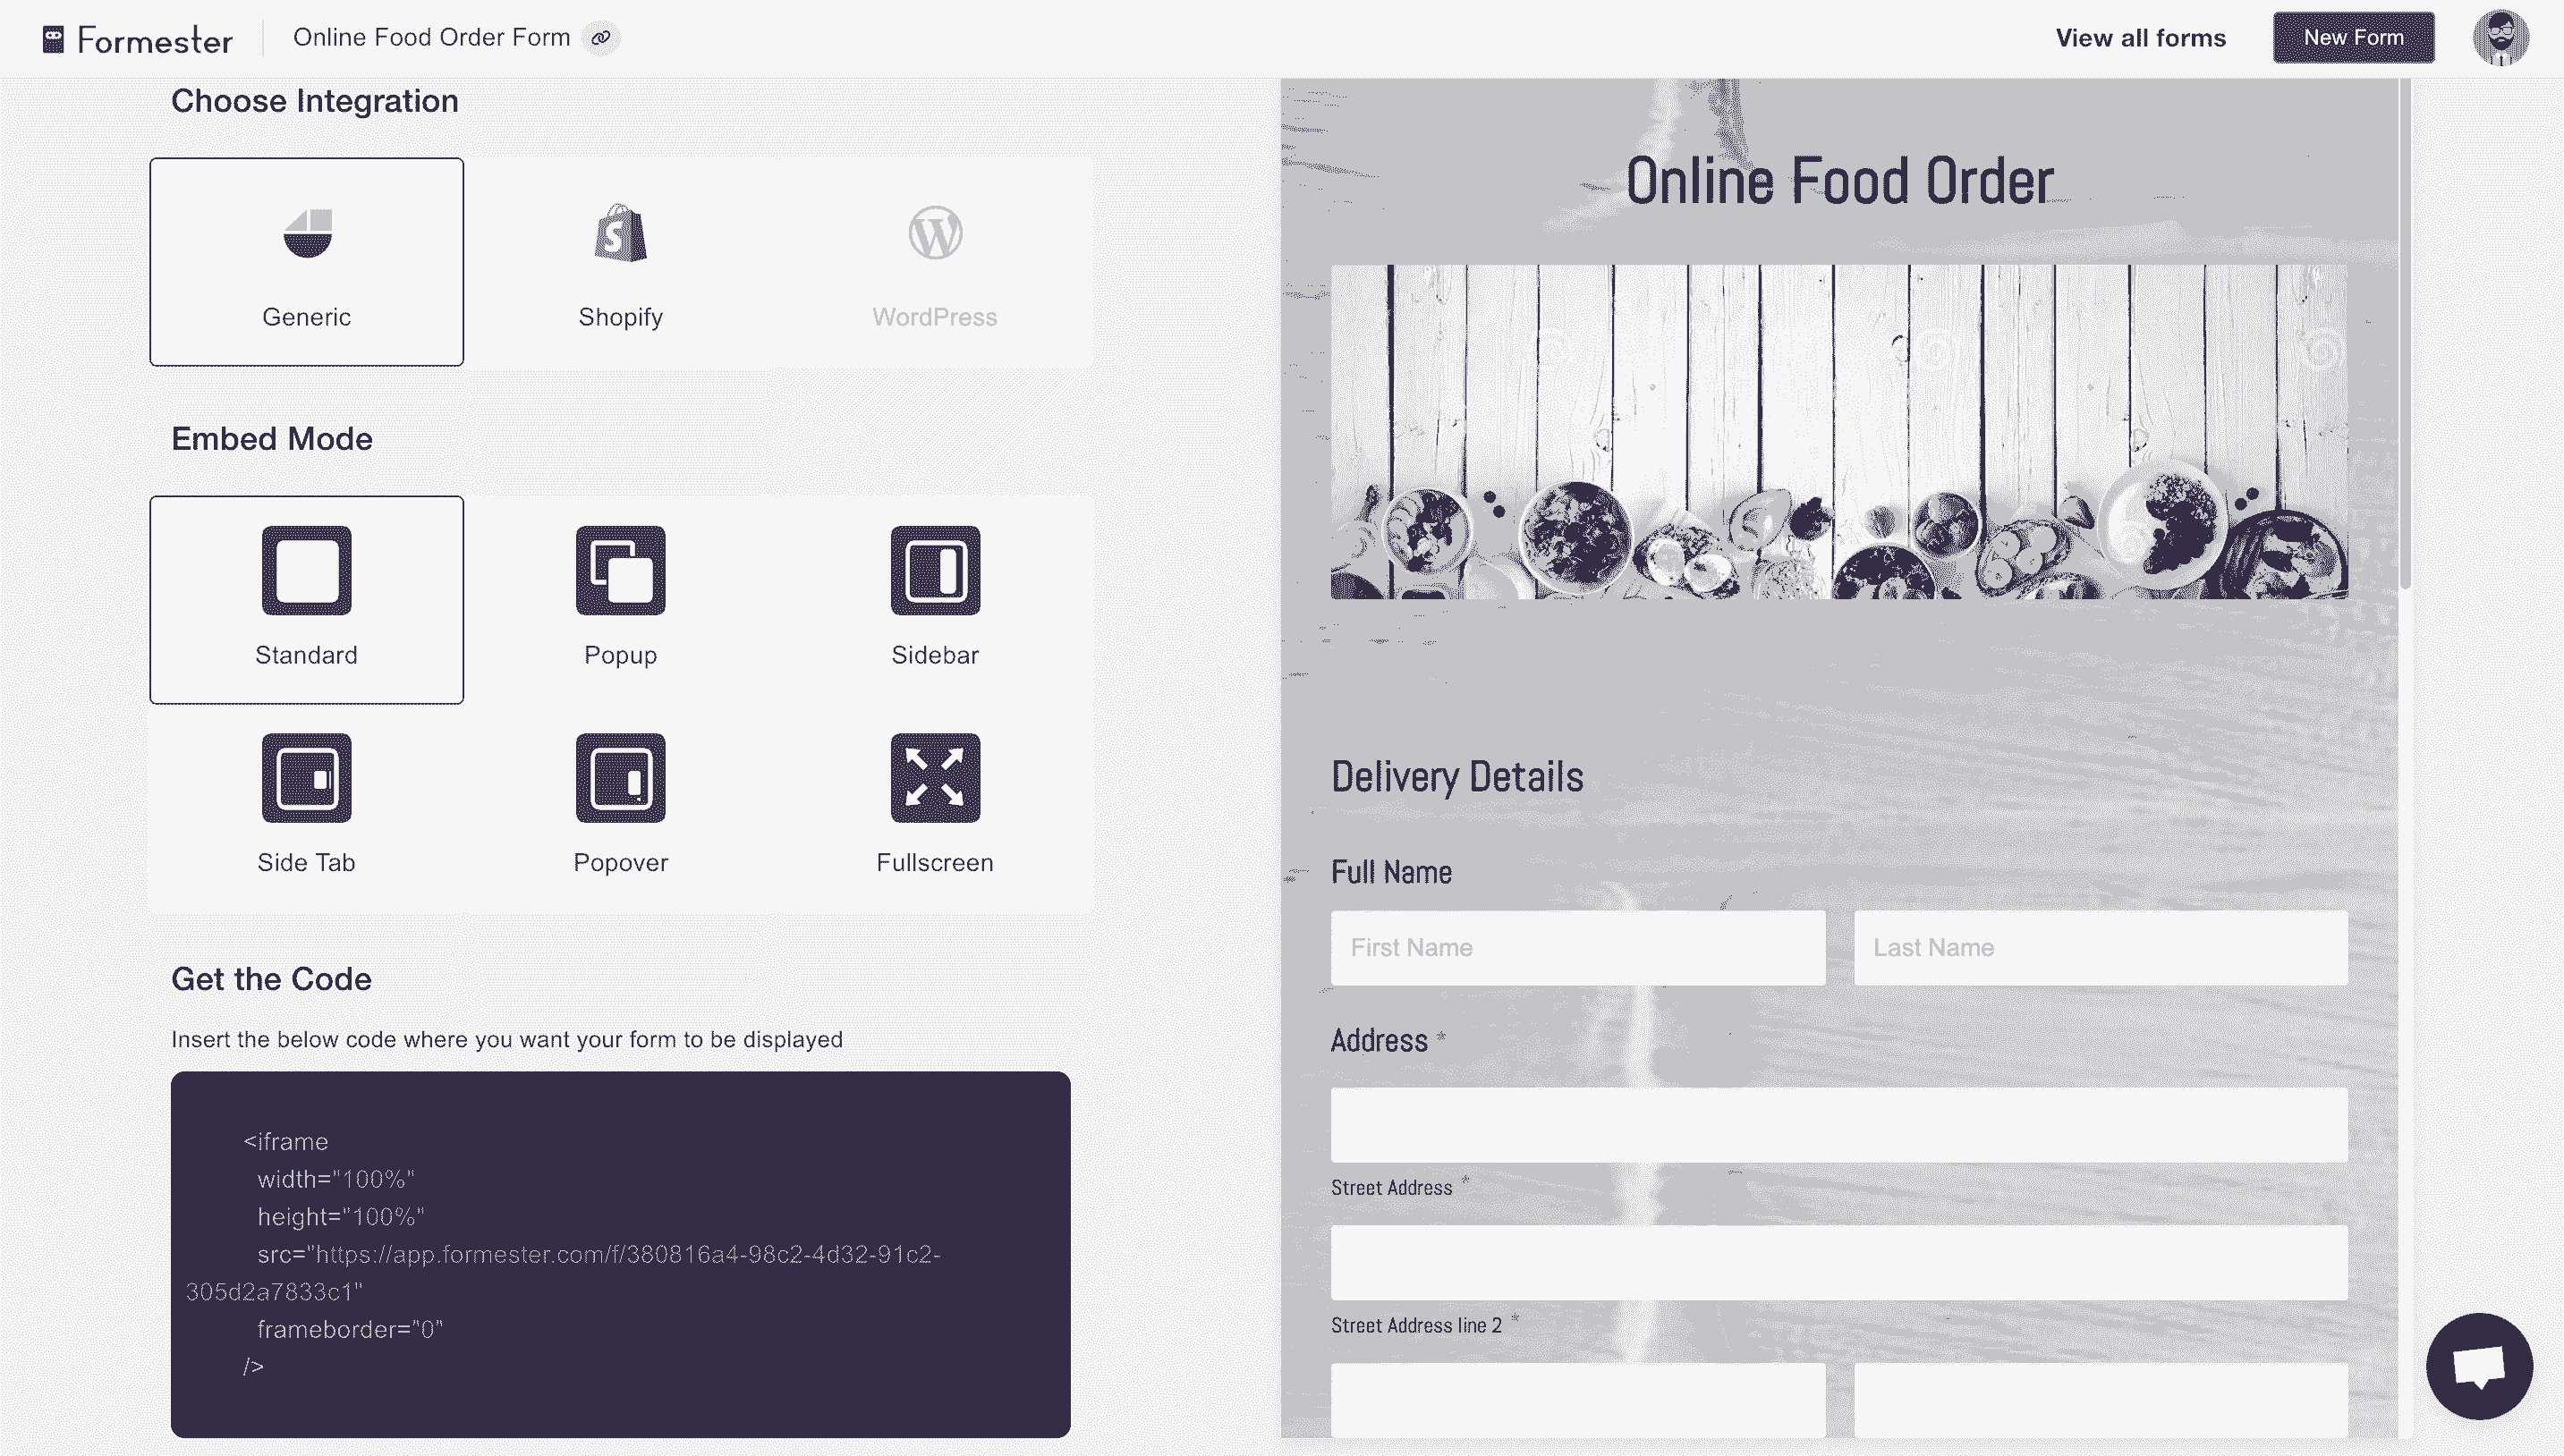 Formester
Online Food Order Form
View all forms
New Form
Choose Integration
Generic
Shopify
WordPress
Embed Mode
Standard
Popup
Sidebar
Side Tab
Popover
Fullscreen
Get the Code
Insert the below code where you want your form to be displayed
<iframe
width="100%"
height="100%"
src="https://app.formester.com/f/380816a4-98c2-4d32-91c2-
305d2a7833c1"
frameborder="0"
/>
Online Food Order
Delivery Details
Full Name
First Name
Last Name
Address *
Street Address *
Street Address line 2 *